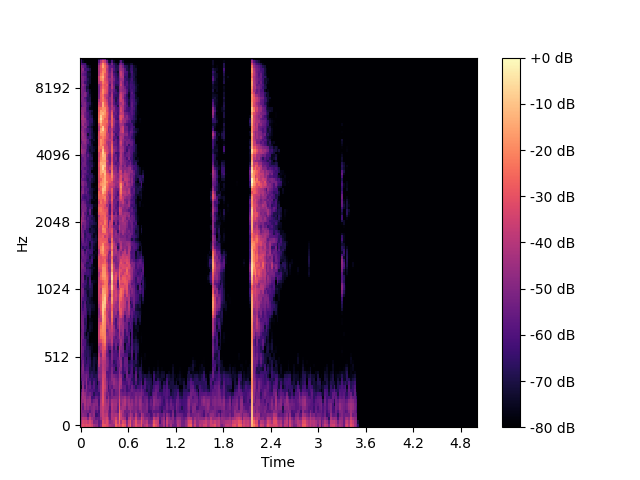 +0 dB
8192
-10 dB
4096
-20 dB
-30 dB
2048
Hz
-40 dB
1024
-50 dB
-60 dB
512
-70 dB
0
-80 dB
0 0.6 1.2 1.8 2.4 3 3.6 4.2 4.8
Time